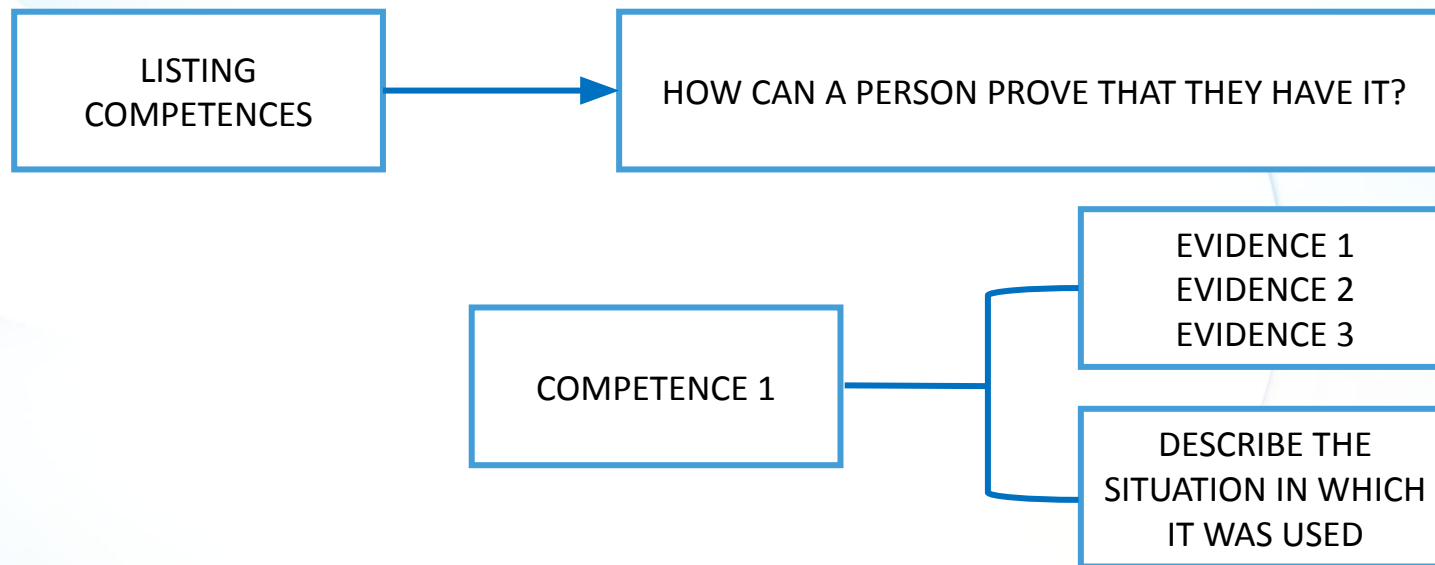 LISTING
COMPETENCES
HOW CAN A PERSON PROVE THAT THEY HAVE IT?
COMPETENCE 1
EVIDENCE 1
EVIDENCE 2
EVIDENCE 3
DESCRIBE THE
SITUATION IN WHICH
IT WAS USED